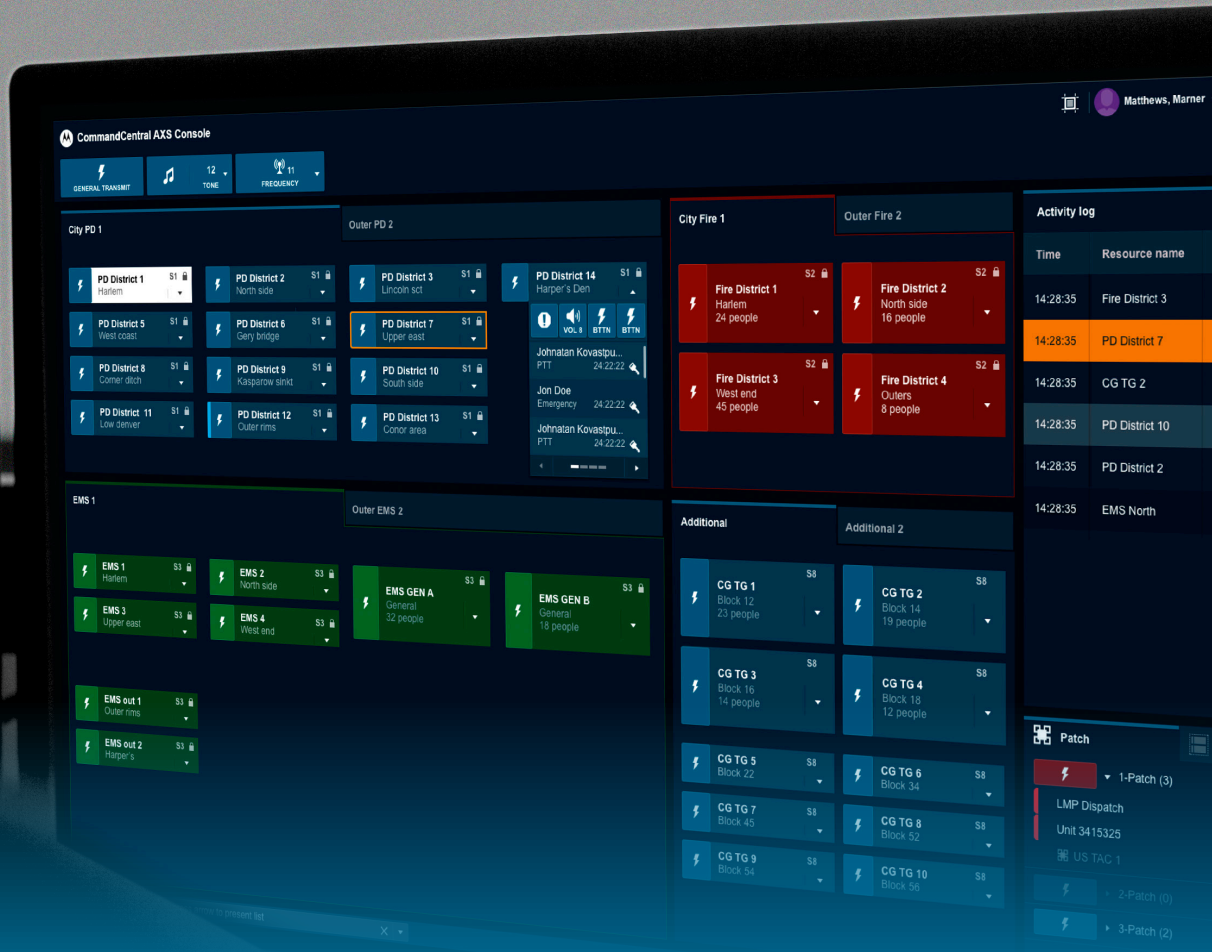 CommandCentral AXS Console
Matthews, Marner
GENERAL TRANSMIT
12
TONE
11
FREQUENCY
City PD 1
Outer PD 2
PD District 1 S1
Harlem
PD District 2 S1
North side
PD District 3 S1
Lincoln sct
PD District 14 S1
Harper's Den
PD District 5 S1
West coast
PD District 6 S1
Gery bridge
PD District 7 S1
Upper east
VOL 8
BTTN
BTTN
PD District 8 S1
Corner ditch
PD District 9 S1
Kasparow sinkt
PD District 10 S1
South side
Johnatan Kovastpu...
PTT 24:22:22
Jon Doe
Emergency 24:22:22
Johnatan Kovastpu...
PTT 24:22:22
PD District 11 S1
Low denver
PD District 12 S1
Outer rims
PD District 13 S1
Conor area
City Fire 1
Outer Fire 2
S2
Fire District 1
Harlem
24 people
S2
Fire District 2
North side
16 people
S2
Fire District 3
West end
45 people
S2
Fire District 4
Outers
8 people
Activity log
Time Resource name
14:28:35 Fire District 3
14:28:35 PD District 7
14:28:35 CG TG 2
14:28:35 PD District 10
14:28:35 PD District 2
14:28:35 EMS North
EMS 1
Outer EMS 2
EMS 1 S3
Harlem
EMS 2 S3
North side
EMS 3 S3
Upper east
EMS 4 S3
West end
S3
EMS GEN A
General
32 people
S3
EMS GEN B
General
18 people
EMS out 1 S3
Outer rims
EMS out 2 S3
Harper's
Additional
Additional 2
S8
CG TG 1
Block 12
23 people
S8
CG TG 2
Block 14
19 people
S8
CG TG 3
Block 16
14 people
S8
CG TG 4
Block 18
12 people
CG TG 5 S8
Block 22
CG TG 6 S8
Block 34
CG TG 7 S8
Block 45
CG TG 8 S8
Block 52
CG TG 9 S8
Block 54
CG TG 10 S8
Block 56
Patch
1-Patch (3)
LMP Dispatch
Unit 3415325
US TAC 1
2-Patch (0)
3-Patch (2)
to present list